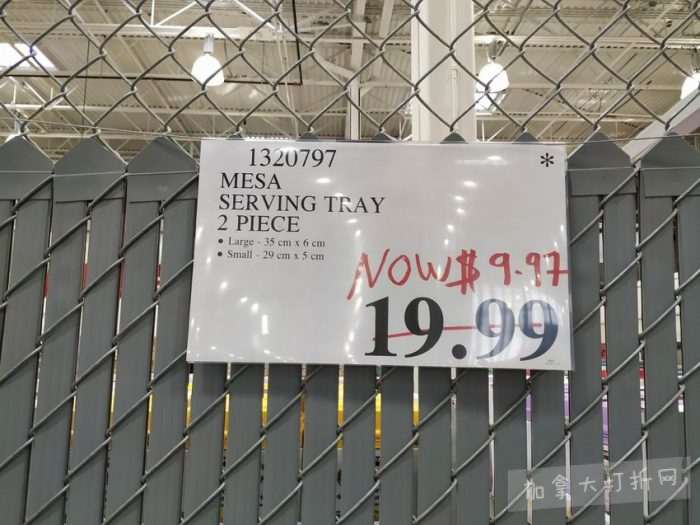 1320797 *
MESA
SERVING TRAY
2 PIECE
• Large - 35 cm x 6 cm
• Small - 29 cm x 5 cm
NOW $ 9.97
19.99
加拿大打折网